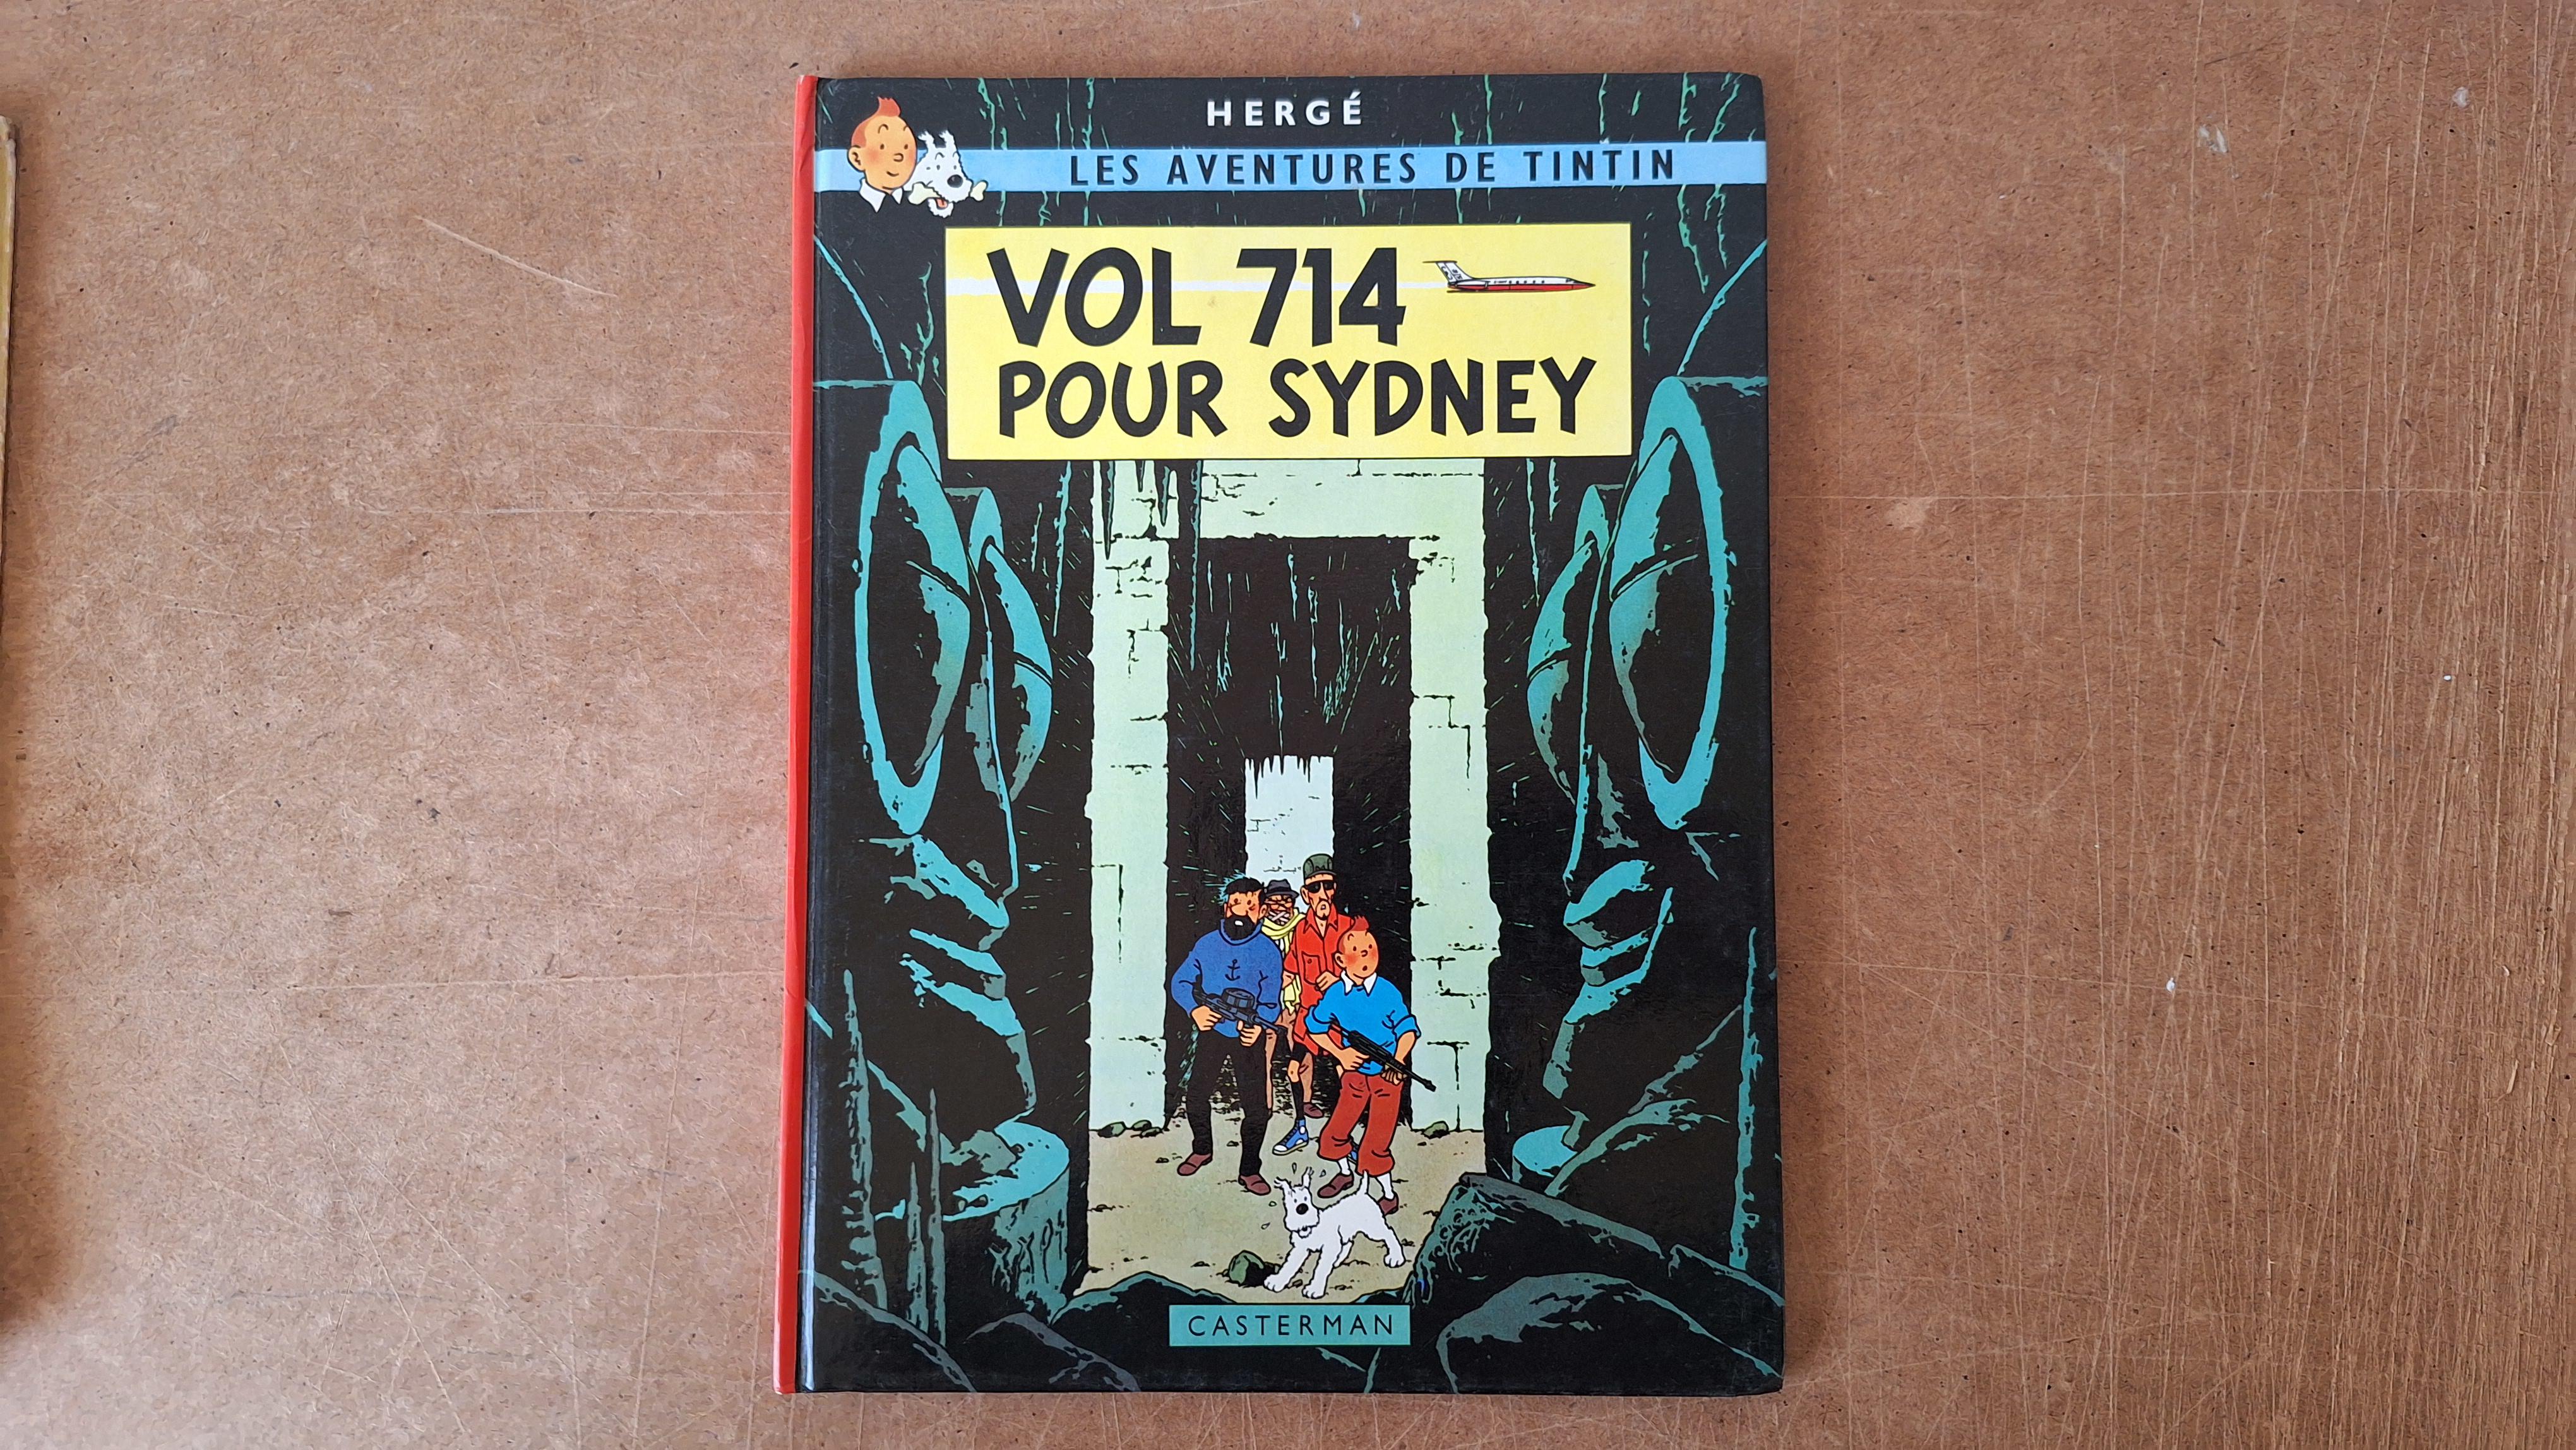 HERGÉ
LES AVENTURES DE TINTIN
VOL 714
POUR SYDNEY
CASTERMAN